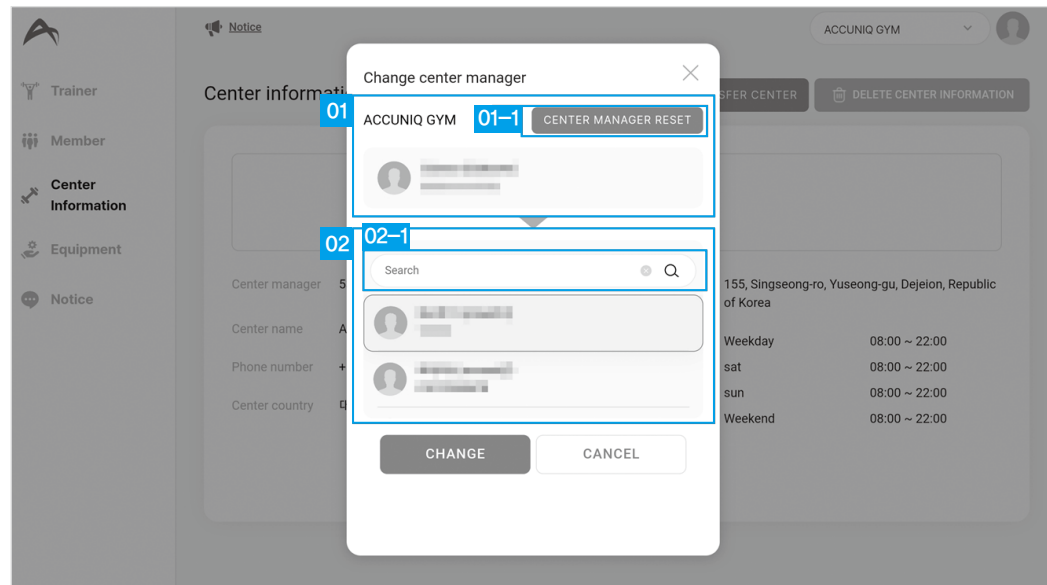 Notice
ACCUNIQ GYM
Trainer
Member
Center
Information
Equipment
Notice
Center
SFER CENTER
DELETE CENTER INFORMATION
Change center manager
01
ACCUNIQ GYM
01-1
CENTER MANAGER RESET
02
02-1
Search
CHANGE
CANCEL
Center manager 5
Center name A
Phone number +
Center country
155, Singseong-ro, Yuseong-gu, Dejeion, Republic
of Korea
Weekday 08:00 ~ 22:00
sat 08:00 ~ 22:00
sun 08:00 ~ 22:00
Weekend 08:00 ~ 22:00